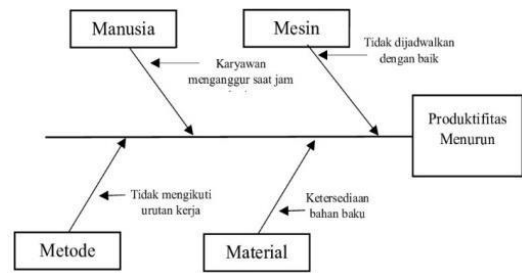 Manusia
Mesin
Karyawan
menganggur saat jam
Tidak dijadwalkan
dengan baik
Produktifitas
Menurun
Tidak mengikuti
urutan kerja
Ketersediaan
bahan baku
Metode
Material